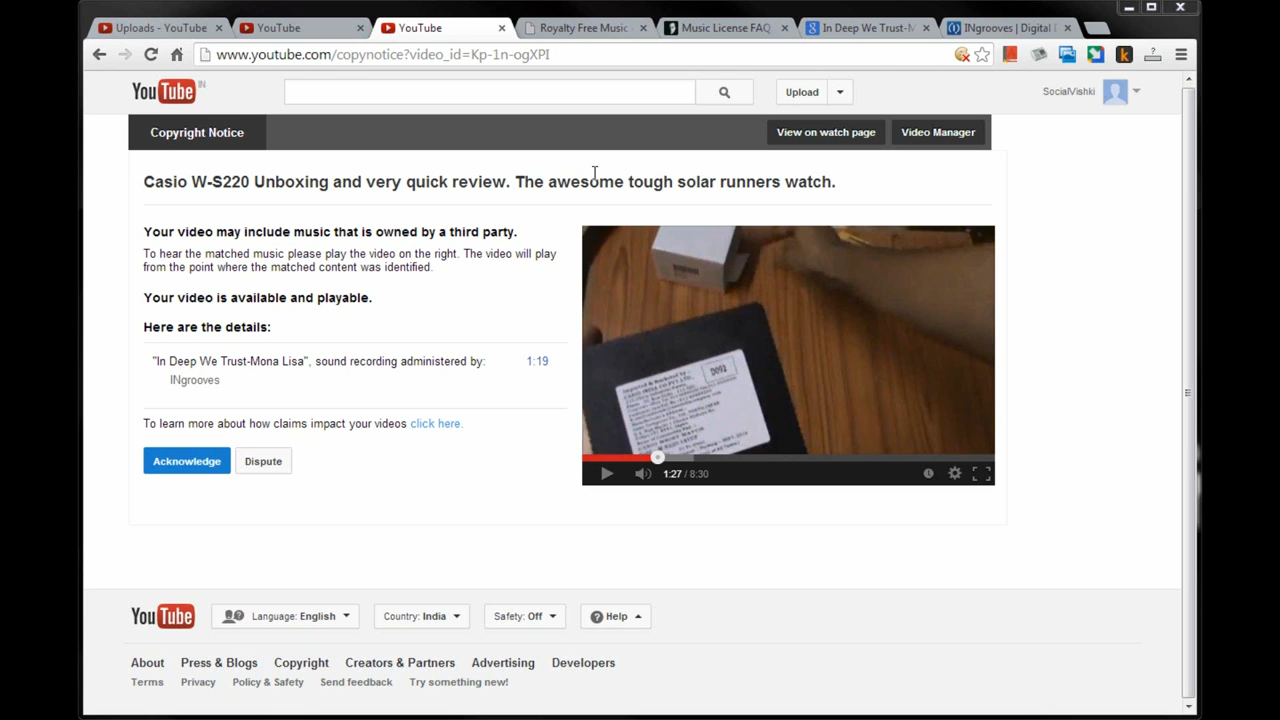 Uploads - YouTube
YouTube
YouTube
Royalty Free Music
Music License FAQ
In Deep We Trust-M
INgrooves | Digital D
www.youtube.com/copynotice?video_id=Kp-1n-ogXPI
YouTube IN
Upload
SocialVishki
Copyright Notice
View on watch page
Video Manager
Casio W-S220 Unboxing and very quick review. The awesome tough solar runners watch.
Your video may include music that is owned by a third party.
To hear the matched music please play the video on the right. The video will play
from the point where the matched content was identified.
Your video is available and playable.
Here are the details:
"In Deep We Trust-Mona Lisa", sound recording administered by: 1:19
INgrooves
To learn more about how claims impact your videos click here.
Acknowledge
Dispute
D092
1:27 / 8:30
YouTube
Language: English
Country: India
Safety: Off
Help
About Press & Blogs Copyright Creators & Partners Advertising Developers
Terms Privacy Policy & Safety Send feedback Try something new!